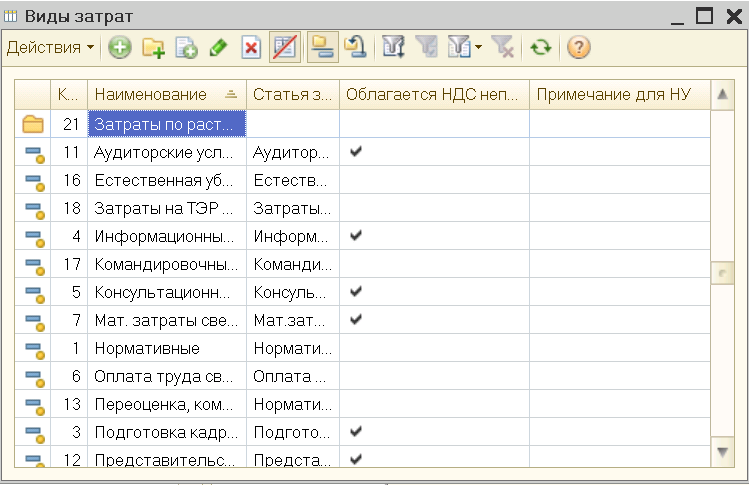 Виды затрат
Действия
К... Наименование Статья з... Облагается НДС неп... Примечание для НУ
21 Затраты по раст...
11 Аудиторские усл... Аудитор...
16 Естественная уб... Естеств...
18 Затраты на ТЭР ... Затраты...
4 Информационны... Информ...
17 Командировочны... Команди...
5 Консультационн... Консуль...
7 Мат. затраты све... Мат.зат...
1 Нормативные Нормати...
6 Оплата труда св... Оплата ...
13 Переоценка, ком... Нормати...
3 Подготовка кадр... Подгото...
12 Представительс... Предста...